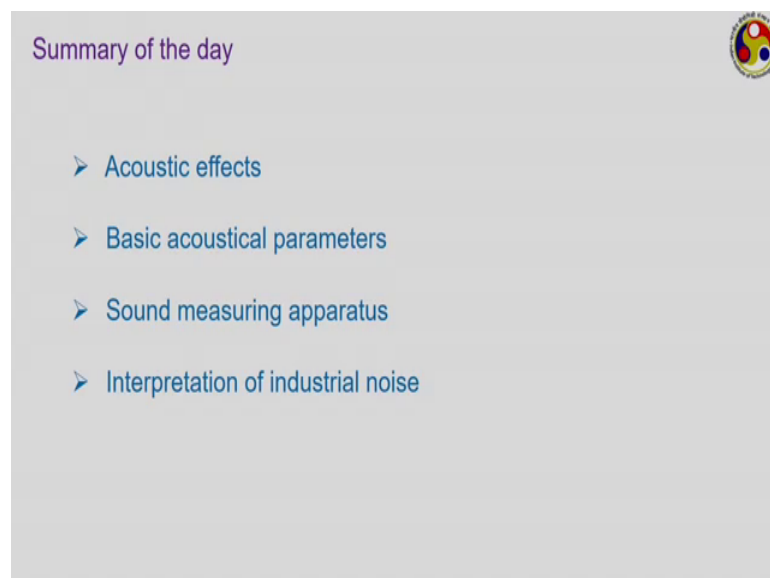 Summary of the day
➢ Acoustic effects
➢ Basic acoustical parameters
➢ Sound measuring apparatus
➢ Interpretation of industrial noise